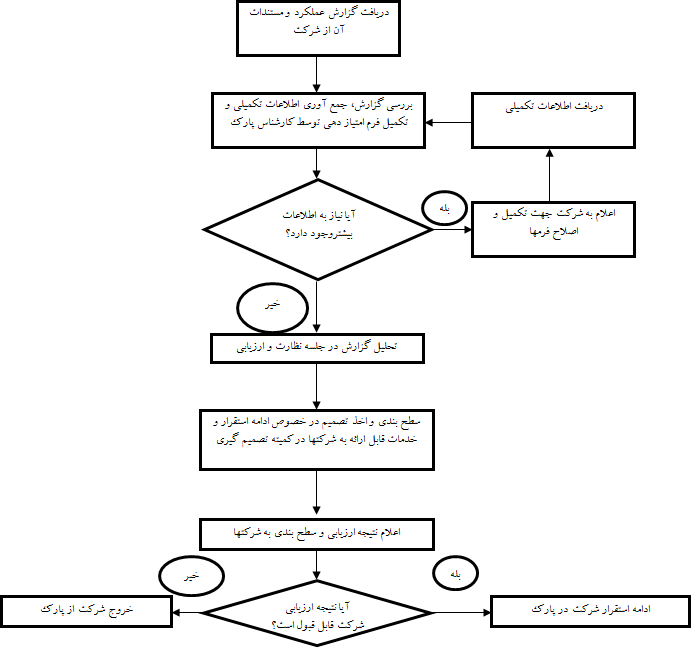 دریافت گزارش عملکرد و مستندات
آن از شرکت
بررسی گزارش، جمع آوری اطلاعات تکمیلی و
تکمیل فرم امتیاز دهی توسط کارشناس پارک
دریافت اطلاعات تکمیلی
آیا نیاز به اطلاعات
بیشتروجود دارد؟
بله
اعلام به شرکت جهت تکمیل و
اصلاح فرمها
خیر
تحلیل گزارش در جلسه نظارت و ارزیابی
سطح بندی و اخذ تصمیم در خصوص ادامه استقرار و
خدمات قابل ارائه به شرکتها در کمیته تصمیم گیری
اعلام نتیجه ارزیابی و سطح بندی به شرکتها
بله
خیر
آیا نتیجه ارزیابی
شرکت قابل قبول است؟
ادامه استقرار شرکت در پارک
خروج شرکت از پارک